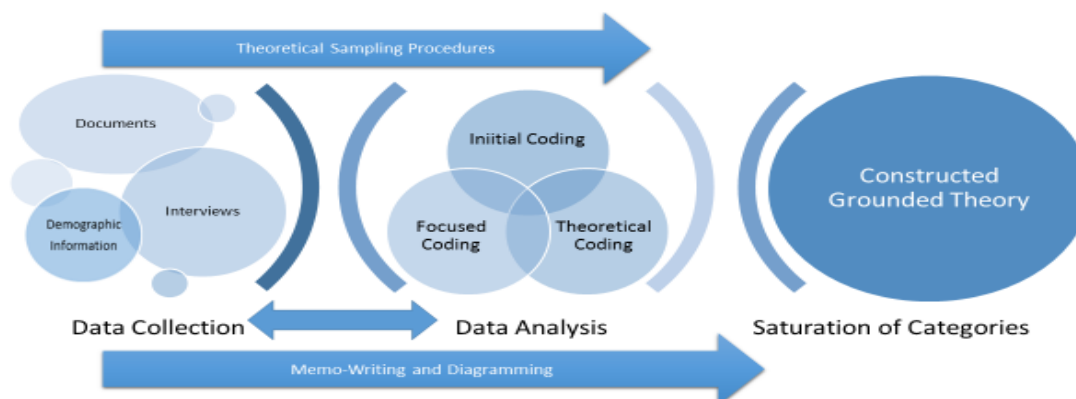 Theoretical Sampling Procedures
Documents
Interviews
Demographic
Information
Iniitial Coding
Focused
Coding
Theoretical
Coding
Constructed
Grounded Theory
Data Collection
Data Analysis
Saturation of Categories
Memo-Writing and Diagramming